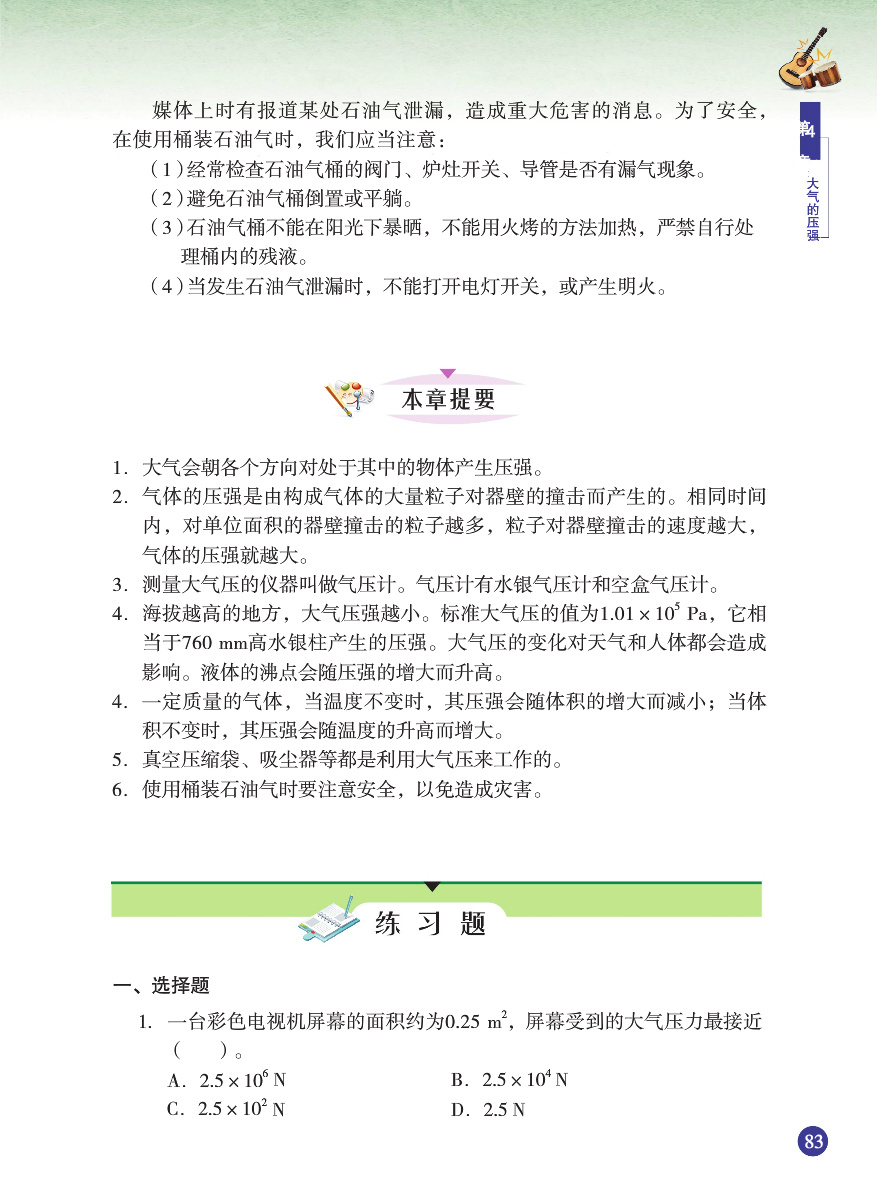 媒体上时有报道某处石油气泄漏，造成重大危害的消息。为了安全，
在使用桶装石油气时，我们应当注意：
（1）经常检查石油气桶的阀门、炉灶开关、导管是否有漏气现象。
（2）避免石油气桶倒置或平躺。
（3）石油气桶不能在阳光下暴晒，不能用火烤的方法加热，严禁自行处
理桶内的残液。
（4）当发生石油气泄漏时，不能打开电灯开关，或产生明火。
第4
大气的压强
本章提要
1．大气会朝各个方向对处于其中的物体产生压强。
2．气体的压强是由构成气体的大量粒子对器壁的撞击而产生的。相同时间
内，对单位面积的器壁撞击的粒子越多，粒子对器壁撞击的速度越大，
气体的压强就越大。
3．测量大气压的仪器叫做气压计。气压计有水银气压计和空盒气压计。
4．海拔越高的地方，大气压强越小。标准大气压的值为1.01 × 10⁵ Pa，它相
当于760 mm高水银柱产生的压强。大气压的变化对天气和人体都会造成
影响。液体的沸点会随压强的增大而升高。
4．一定质量的气体，当温度不变时，其压强会随体积的增大而减小；当体
积不变时，其压强会随温度的升高而增大。
5．真空压缩袋、吸尘器等都是利用大气压来工作的。
6．使用桶装石油气时要注意安全，以免造成灾害。
练 习 题
一、选择题
1. 一台彩色电视机屏幕的面积约为0.25 m²，屏幕受到的大气压力最接近
（　　）。
A．2.5 × 10⁶ N　　B．2.5 × 10⁴ N
C．2.5 × 10² N　　D．2.5 N
83